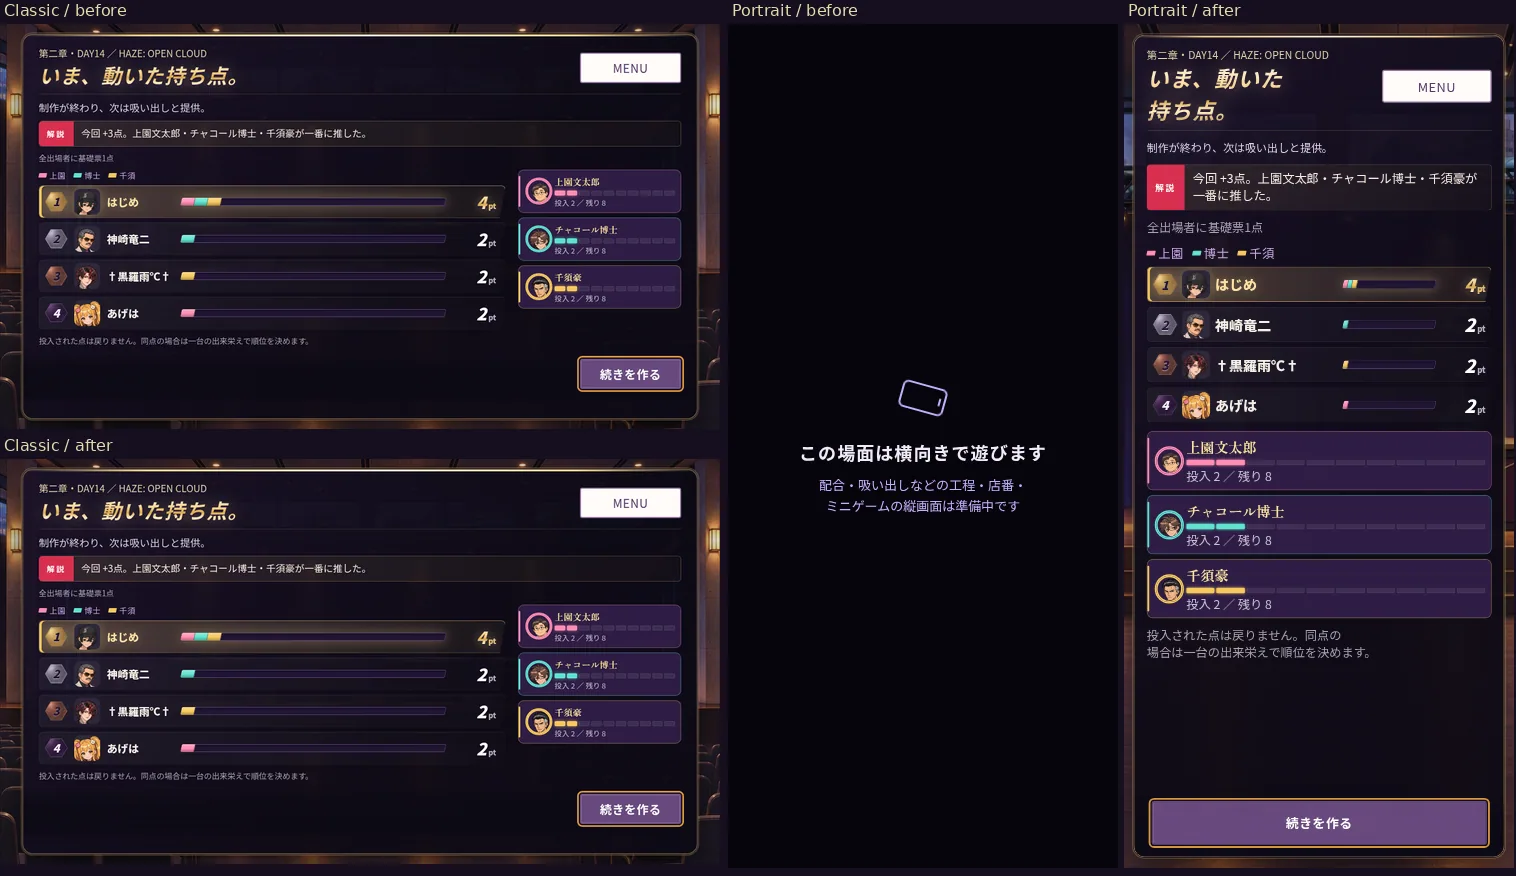 Classic / before
第二章・DAY14 ／ HAZE: OPEN CLOUD
いま、動いた持ち点。
MENU
制作が終わり、次は吸い出しと提供。
解説 今回 +3点。上園文太郎・チャコール博士・千須豪が一番に推した。
全出場者に基礎票1点
上園 博士 千須
1 はじめ 4pt
2 神崎竜二 2pt
3 †黒羅雨℃† 2pt
4 あげは 2pt
上園文太郎
投入 2 ／ 残り 8
チャコール博士
投入 2 ／ 残り 8
千須豪
投入 2 ／ 残り 8
投入された点は戻りません。同点の場合は一台の出来栄えで順位を決めます。
続きを作る
Classic / after
第二章・DAY14 ／ HAZE: OPEN CLOUD
いま、動いた持ち点。
MENU
制作が終わり、次は吸い出しと提供。
解説 今回 +3点。上園文太郎・チャコール博士・千須豪が一番に推した。
全出場者に基礎票1点
上園 博士 千須
1 はじめ 4pt
2 神崎竜二 2pt
3 †黒羅雨℃† 2pt
4 あげは 2pt
上園文太郎
投入 2 ／ 残り 8
チャコール博士
投入 2 ／ 残り 8
千須豪
投入 2 ／ 残り 8
投入された点は戻りません。同点の場合は一台の出来栄えで順位を決めます。
続きを作る
Portrait / before
この場面は横向きで遊びます
配合・吸い出しなどの工程・店番・
ミニゲームの縦画面は準備中です
Portrait / after
第二章・DAY14 ／ HAZE: OPEN CLOUD
いま、動いた
持ち点。
MENU
制作が終わり、次は吸い出しと提供。
解説 今回 +3点。上園文太郎・チャコール博士・千須豪が
一番に推した。
全出場者に基礎票1点
上園 博士 千須
1 はじめ 4pt
2 神崎竜二 2pt
3 †黒羅雨℃† 2pt
4 あげは 2pt
上園文太郎
投入 2 ／ 残り 8
チャコール博士
投入 2 ／ 残り 8
千須豪
投入 2 ／ 残り 8
投入された点は戻りません。同点の
場合は一台の出来栄えで順位を決めます。
続きを作る